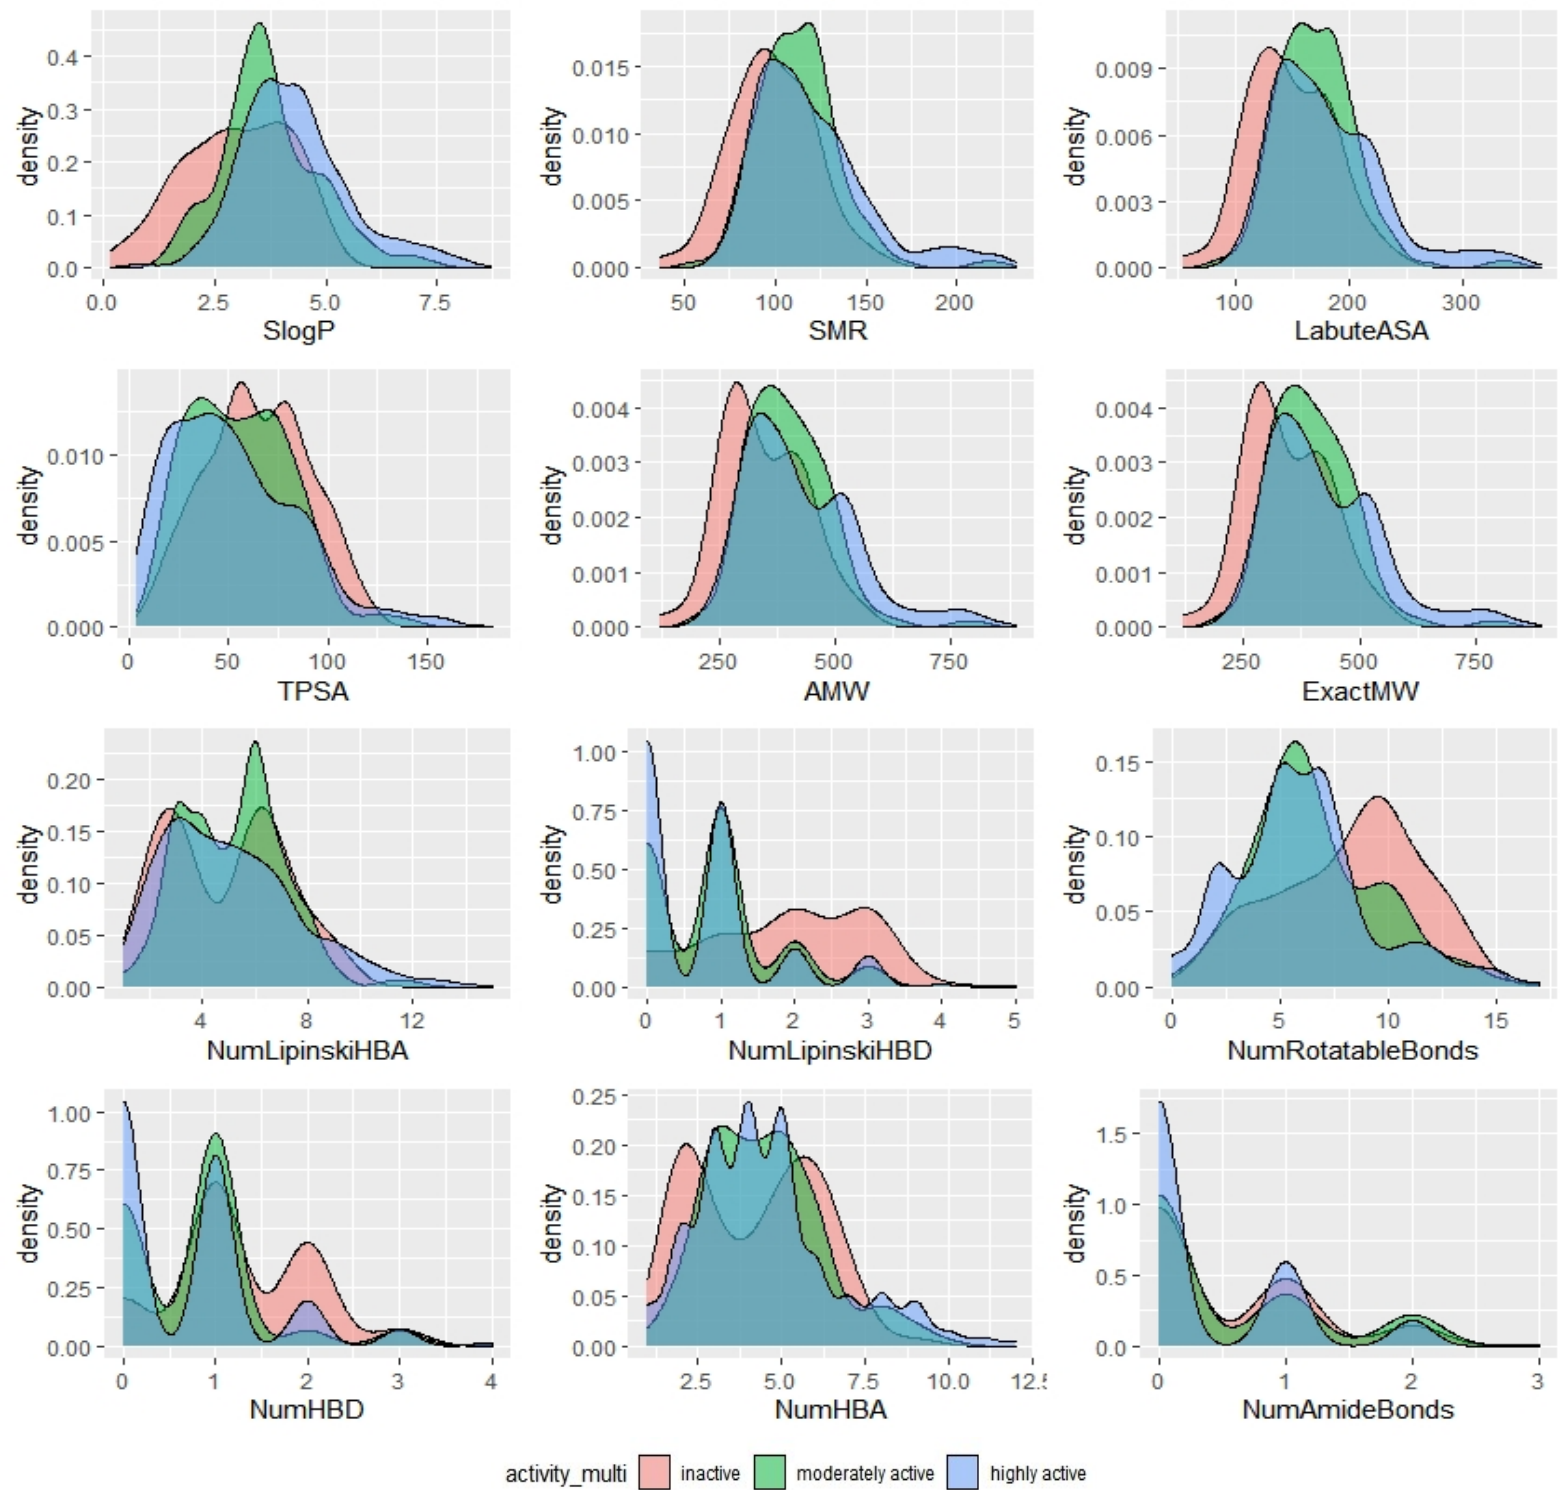 density
0.4
0.3
0.2
0.1
0.0
0.0 2.5 5.0 7.5
SlogP
density
0.015
0.010
0.005
0.000
50 100 150 200
SMR
density
0.009
0.006
0.003
0.000
100 200 300
LabuteASA
density
0.010
0.005
0.000
0 50 100 150
TPSA
density
0.004
0.003
0.002
0.001
0.000
250 500 750
AMW
density
0.004
0.003
0.002
0.001
0.000
250 500 750
ExactMW
density
0.20
0.15
0.10
0.05
0.00
4 8 12
NumLipinskiHBA
density
1.00
0.75
0.50
0.25
0.00
0 1 2 3 4 5
NumLipinskiHBD
density
0.15
0.10
0.05
0.00
0 5 10 15
NumRotatableBonds
density
1.00
0.75
0.50
0.25
0.00
0 1 2 3 4
NumHBD
density
0.25
0.20
0.15
0.10
0.05
0.00
2.5 5.0 7.5 10.0 12.5
NumHBA
density
1.5
1.0
0.5
0.0
0 1 2 3
NumAmideBonds
activity_multi inactive moderately active highly active